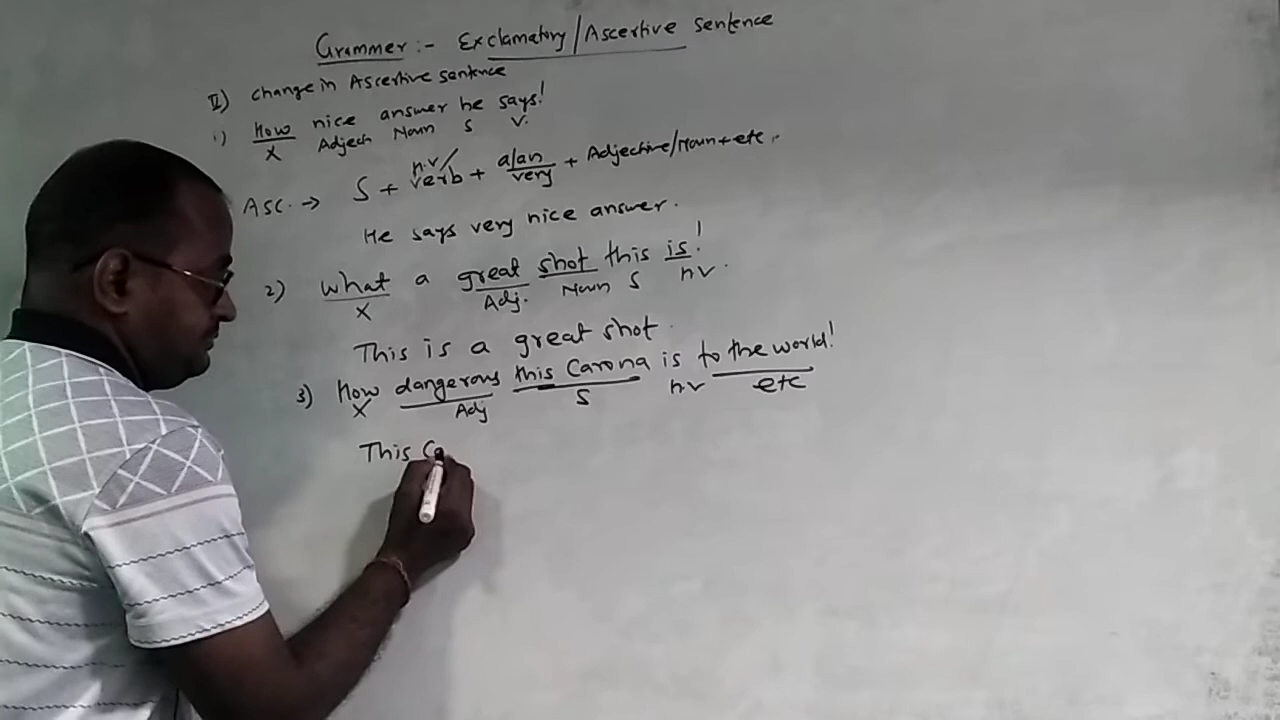 Grammer :- Exclamatory/Ascertive sentence
II) change in Ascertive sentence
1) How nice answer he says!
X Adject Noun S V.
h.v/
ASC. → S + verb + a/an/very + Adjective/Noun + etc.
He says very nice answer.
2) What a great shot this is!
X Adj. Noun S h.v.
This is a great shot.
3) How dangerous this Carona is to the world!
X Adj S h.v etc
This Co